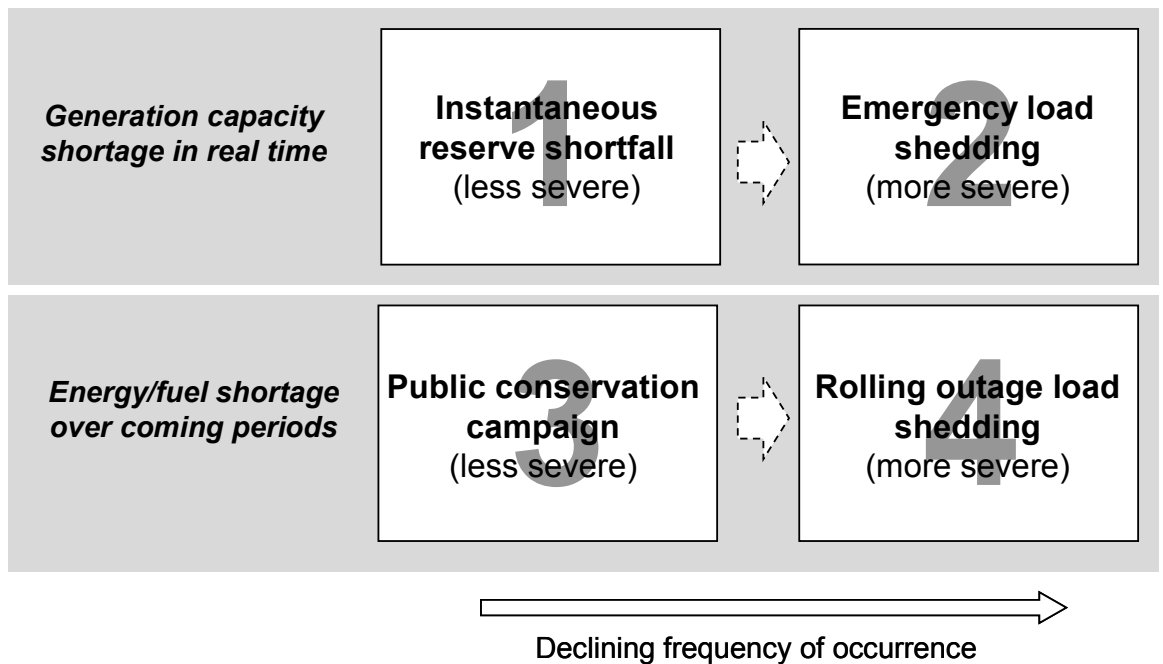 Generation capacity
shortage in real time
1
Instantaneous
reserve shortfall
(less severe)
2
Emergency load
shedding
(more severe)
Energy/fuel shortage
over coming periods
3
Public conservation
campaign
(less severe)
4
Rolling outage load
shedding
(more severe)
Declining frequency of occurrence